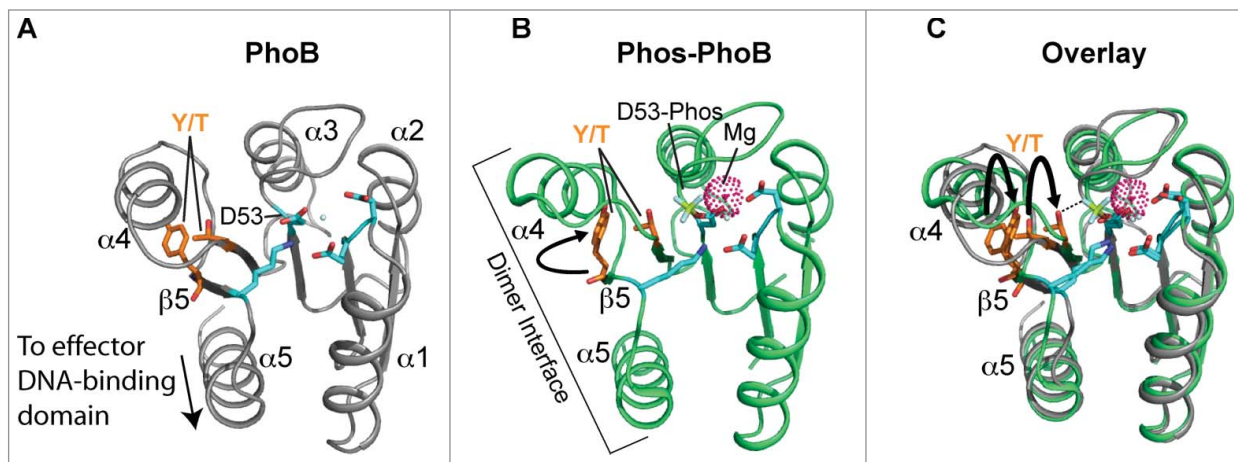 A
PhoB
Y/T
α3
α2
D53
α4
β5
α5
α1
To effector
DNA-binding
domain
B
Phos-PhoB
D53-Phos
Mg
Y/T
α4
β5
α5
Dimer Interface
C
Overlay
Y/T
α4
β5
α5